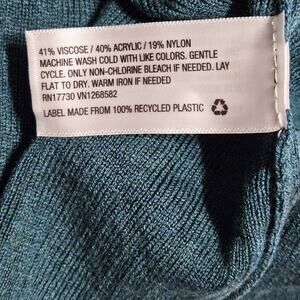 41% VISCOSE / 40% ACRYLIC / 19% NYLON
MACHINE WASH COLD WITH LIKE COLORS. GENTLE
CYCLE. ONLY NON-CHLORINE BLEACH IF NEEDED. LAY
FLAT TO DRY. WARM IRON IF NEEDED
RN17730 VN1268582
LABEL MADE FROM 100% RECYCLED PLASTIC